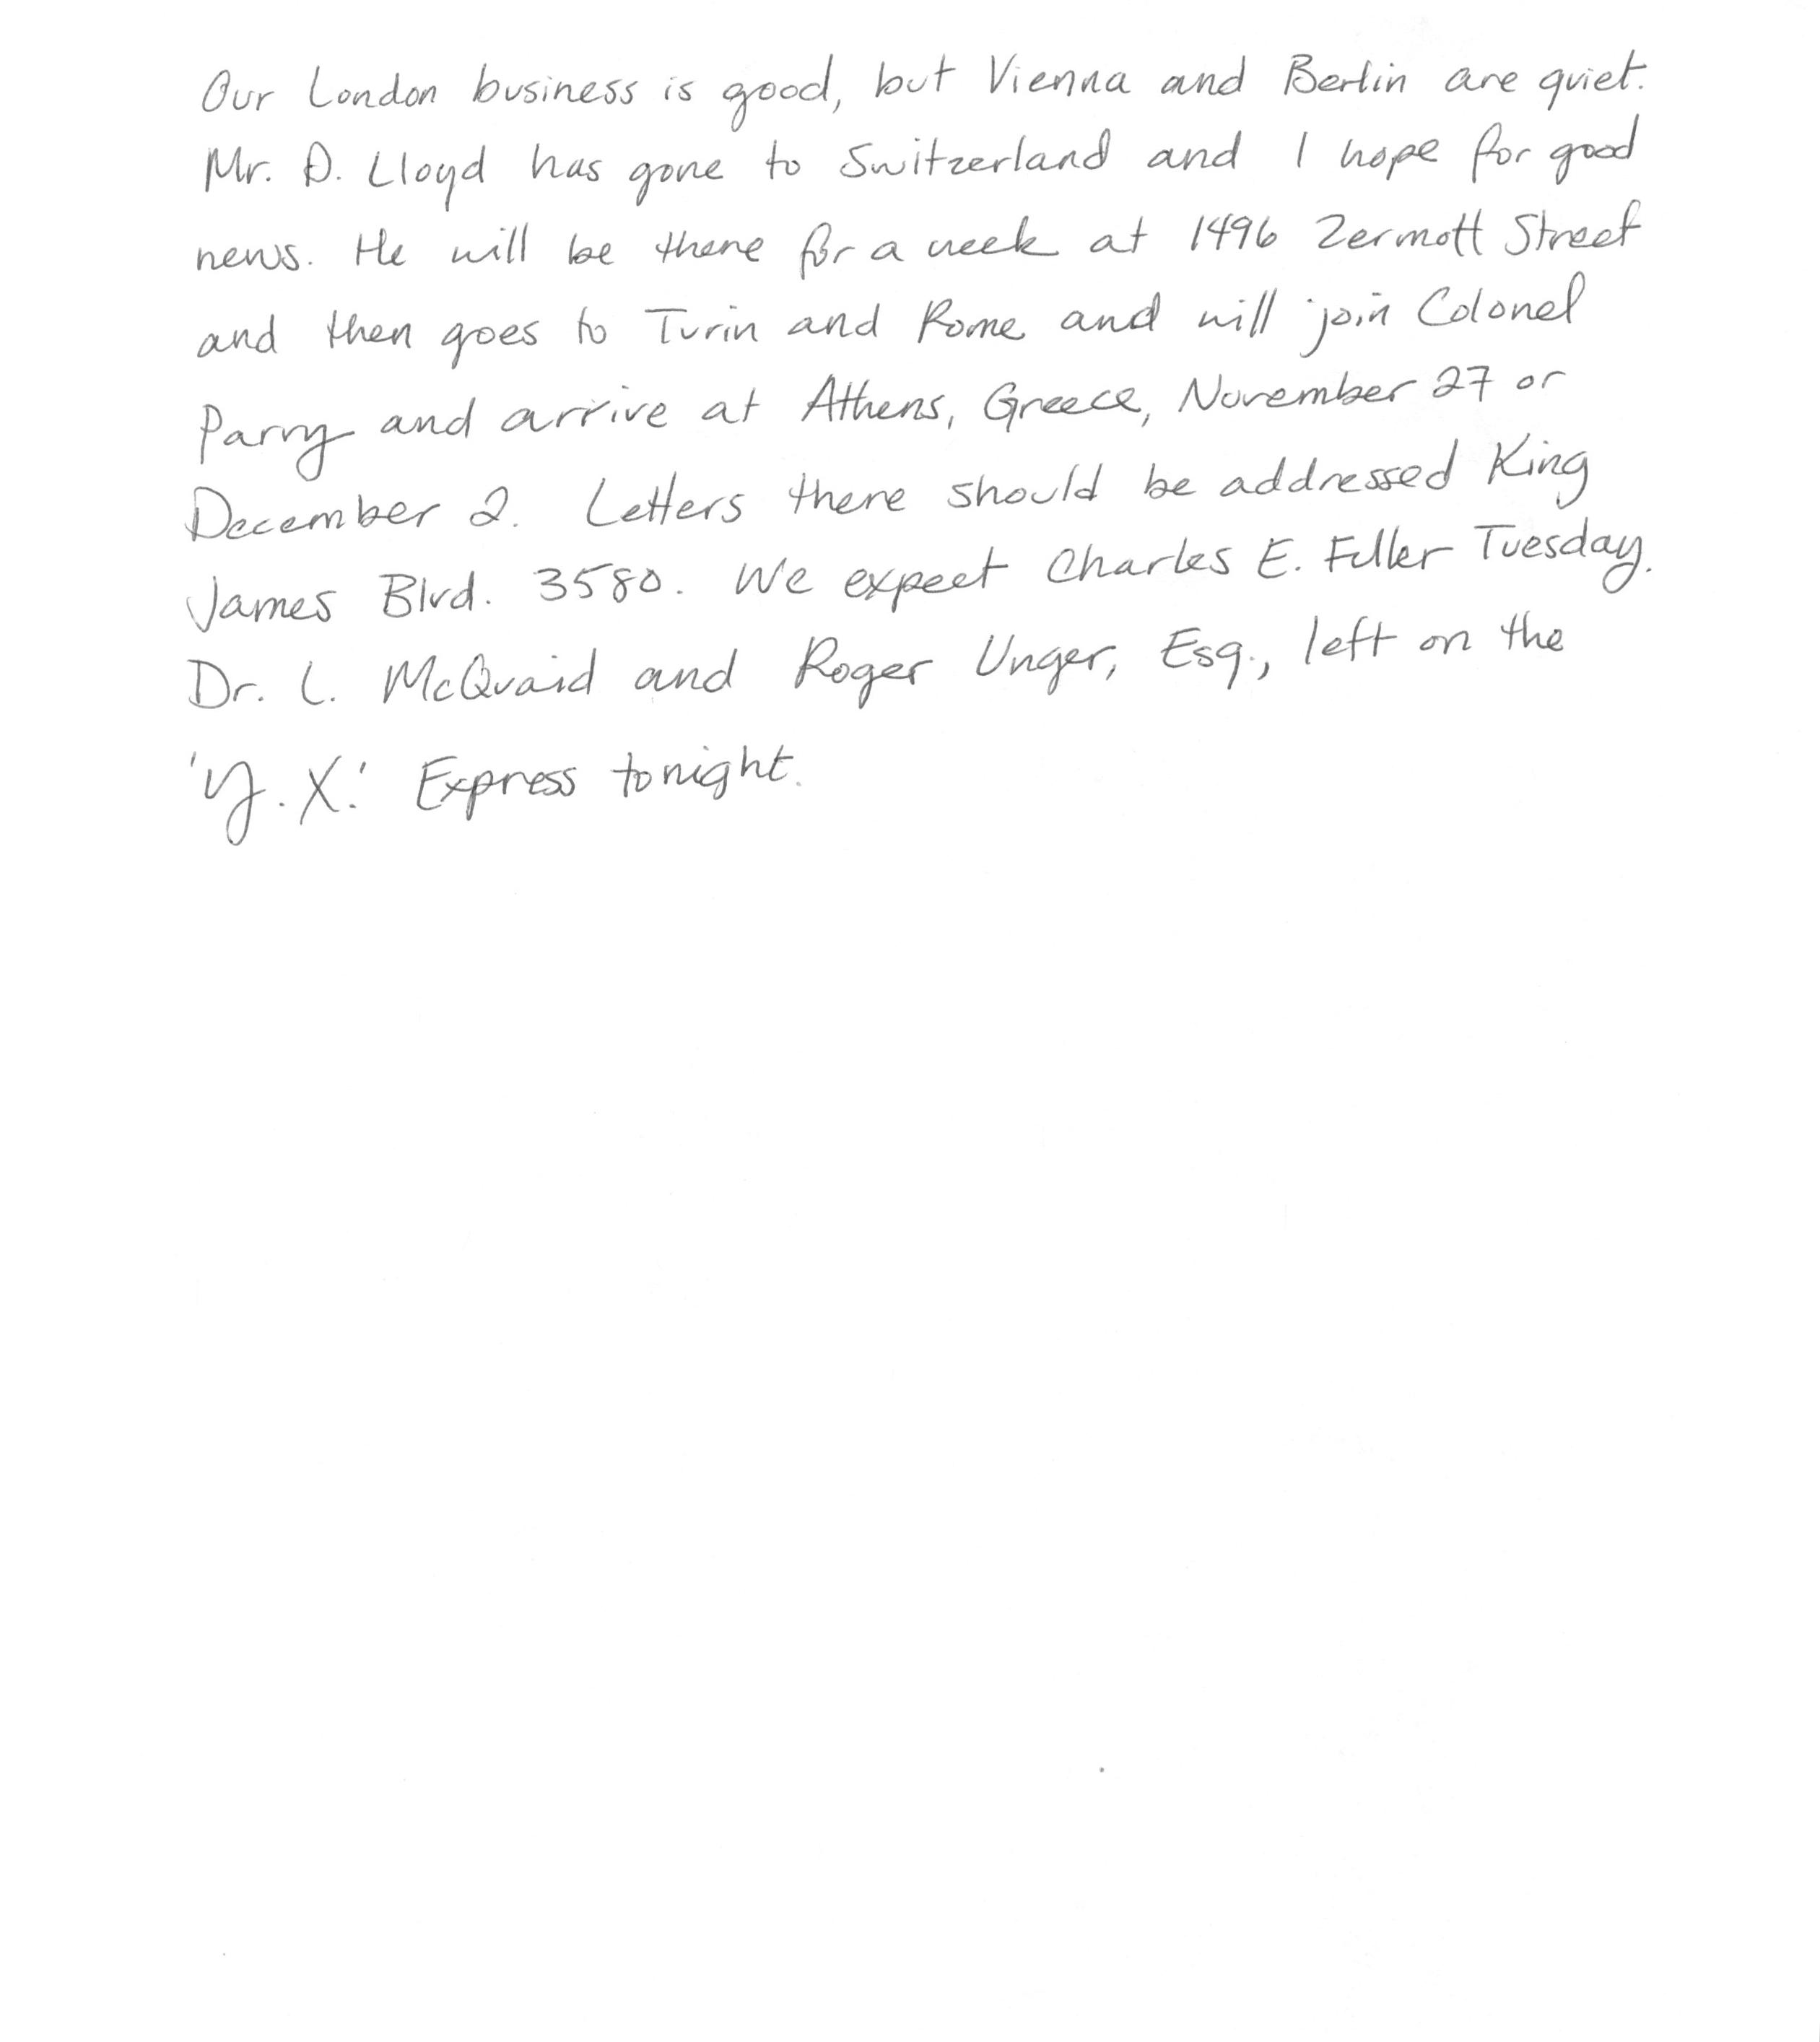 Our London business is good, but Vienna and Berlin are quiet.
Mr. D. Lloyd has gone to Switzerland and I hope for good
news. He will be there for a week at 1496 Zermott Street
and then goes to Turin and Rome and will join Colonel
Parry and arrive at Athens, Greece, November 27 or
December 2. Letters there should be addressed King
James Blvd. 3580. We expect Charles E. Fuller Tuesday.
Dr. L. McQuaid and Roger Unger, Esq., left on the
'Y.X.' Express tonight.